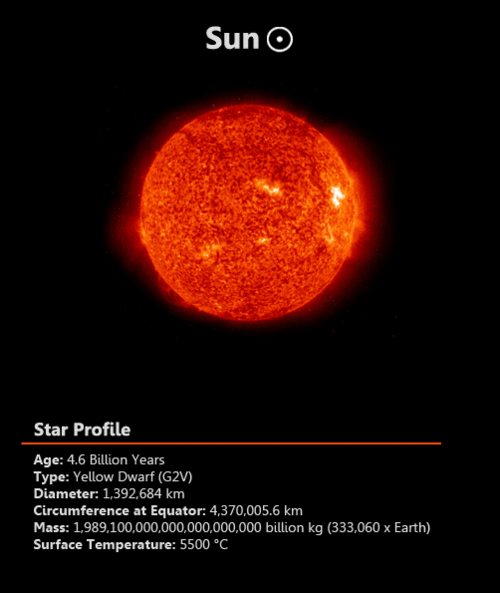 Sun ☉
Star Profile
Age: 4.6 Billion Years
Type: Yellow Dwarf (G2V)
Diameter: 1,392,684 km
Circumference at Equator: 4,370,005.6 km
Mass: 1,989,100,000,000,000,000,000 billion kg (333,060 x Earth)
Surface Temperature: 5500 °C